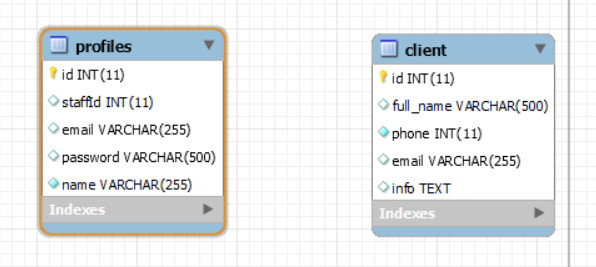 profiles
id INT(11)
staffId INT(11)
email VARCHAR(255)
password VARCHAR(500)
name VARCHAR(255)
Indexes
client
id INT(11)
full_name VARCHAR(500)
phone INT(11)
email VARCHAR(255)
info TEXT
Indexes